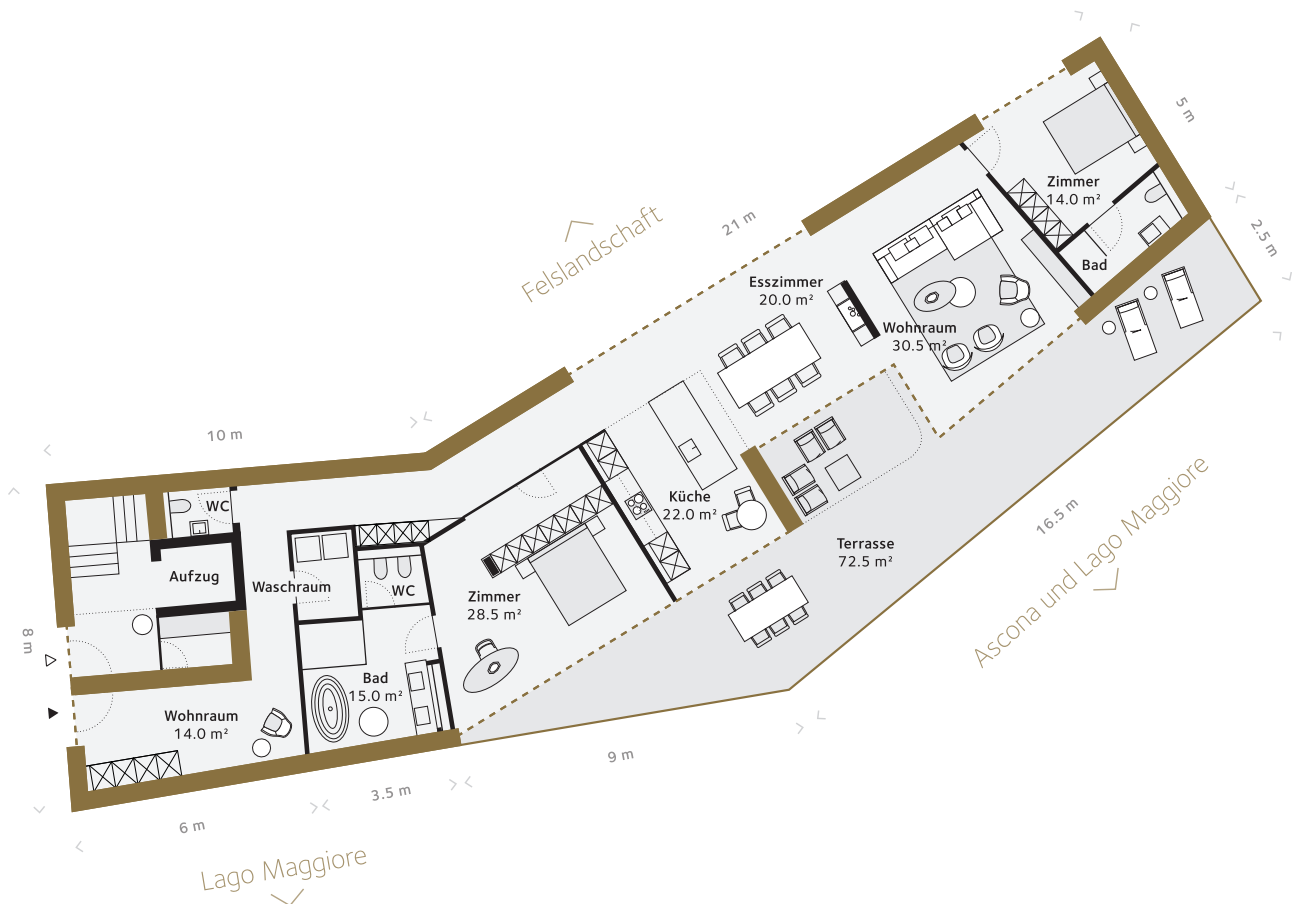 5 m
Zimmer
14.0 m²
21 m
Felslandschaft
2.5 m
Bad
Esszimmer
20.0 m²
Wohnraum
30.5 m²
10 m
WC
Küche
22.0 m²
Terrasse
72.5 m²
16.5 m
Ascona und Lago Maggiore
Aufzug
Waschraum
WC
Zimmer
28.5 m²
8 m
Bad
15.0 m²
Wohnraum
14.0 m²
9 m
3.5 m
6 m
Lago Maggiore